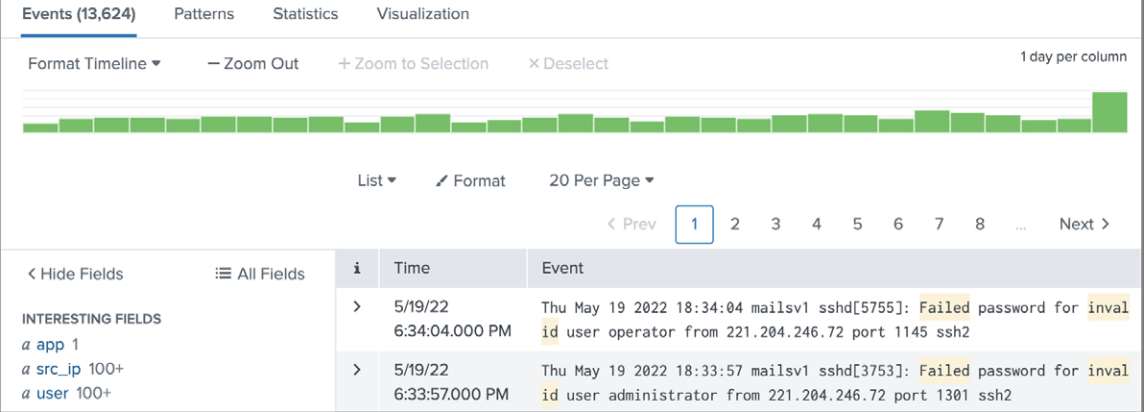 Events (13,624) Patterns Statistics Visualization
Format Timeline — Zoom Out + Zoom to Selection × Deselect 1 day per column
List Format 20 Per Page
< Prev 1 2 3 4 5 6 7 8 ... Next >
< Hide Fields All Fields
INTERESTING FIELDS
a app 1
a src_ip 100+
a user 100+
i Time Event
> 5/19/22 Thu May 19 2022 18:34:04 mailsv1 sshd[5755]: Failed password for inval
6:34:04.000 PM id user operator from 221.204.246.72 port 1145 ssh2
> 5/19/22 Thu May 19 2022 18:33:57 mailsv1 sshd[3753]: Failed password for inval
6:33:57.000 PM id user administrator from 221.204.246.72 port 1301 ssh2